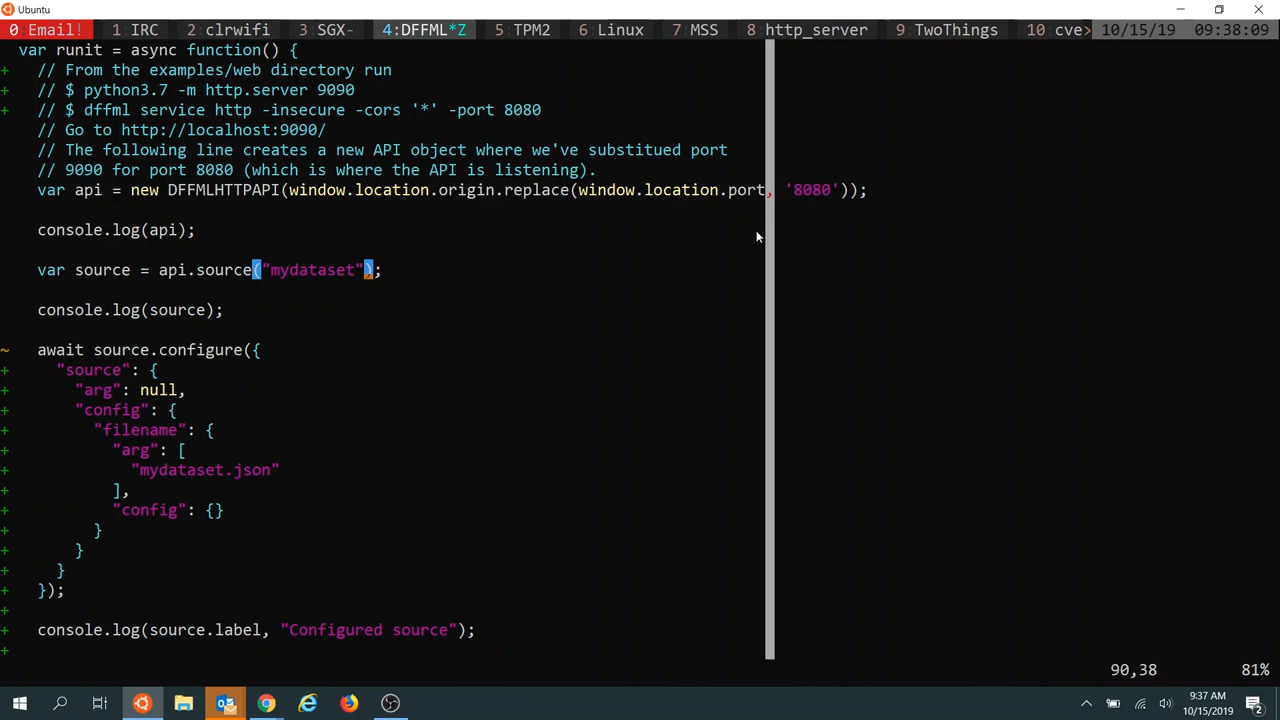 Ubuntu
0 Email! 1 IRC 2 clrwifi 3 SGX- 4:DFFML*Z 5 TPM2 6 Linux 7 MSS 8 http_server 9 TwoThings 10 cve> 10/15/19 09:38:09
var runit = async function() {
+ // From the examples/web directory run
+ // $ python3.7 -m http.server 9090
+ // $ dffml service http -insecure -cors '*' -port 8080
// Go to http://localhost:9090/
// The following line creates a new API object where we've substitued port
// 9090 for port 8080 (which is where the API is listening).
var api = new DFFMLHTTPAPI(window.location.origin.replace(window.location.port, '8080'));
console.log(api);
var source = api.source("mydataset");
console.log(source);
~ await source.configure({
+ "source": {
+ "arg": null,
+ "config": {
+ "filename": {
+ "arg": [
+ "mydataset.json"
+ ],
+ "config": {}
+ }
+ }
+ }
+ });
+
+ console.log(source.label, "Configured source");
+
90,38 81%
9:37 AM
10/15/2019
2